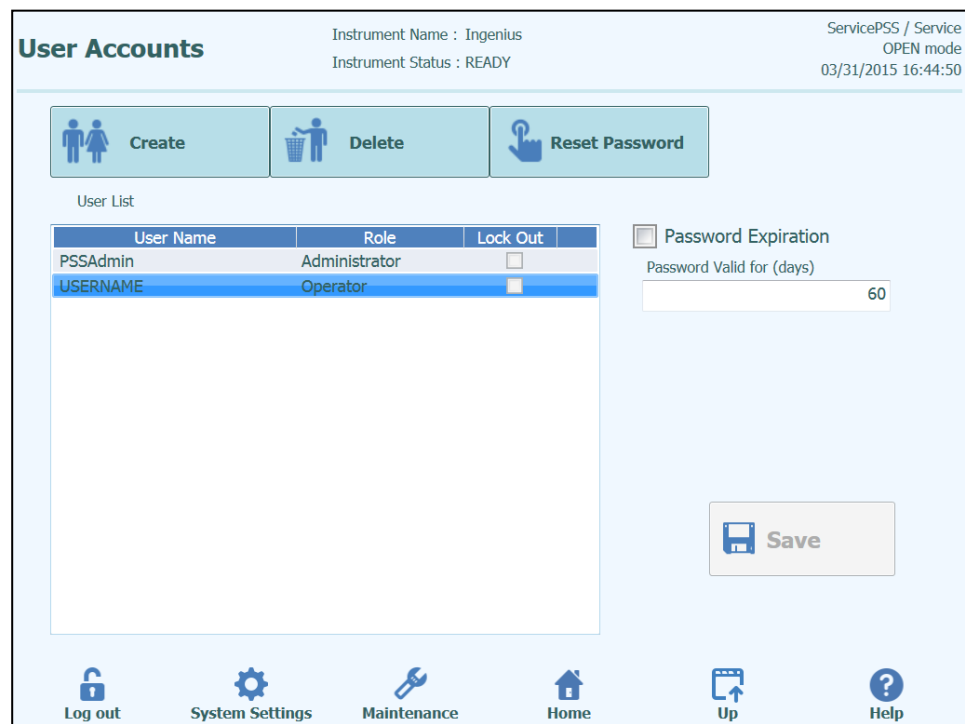 User Accounts
Instrument Name : Ingenius
Instrument Status : READY
ServicePSS / Service
OPEN mode
03/31/2015 16:44:50
Create
Delete
Reset Password
User List
User Name Role Lock Out
PSSAdmin Administrator
USERNAME Operator
Password Expiration
Password Valid for (days)
60
Save
Log out
System Settings
Maintenance
Home
Up
Help